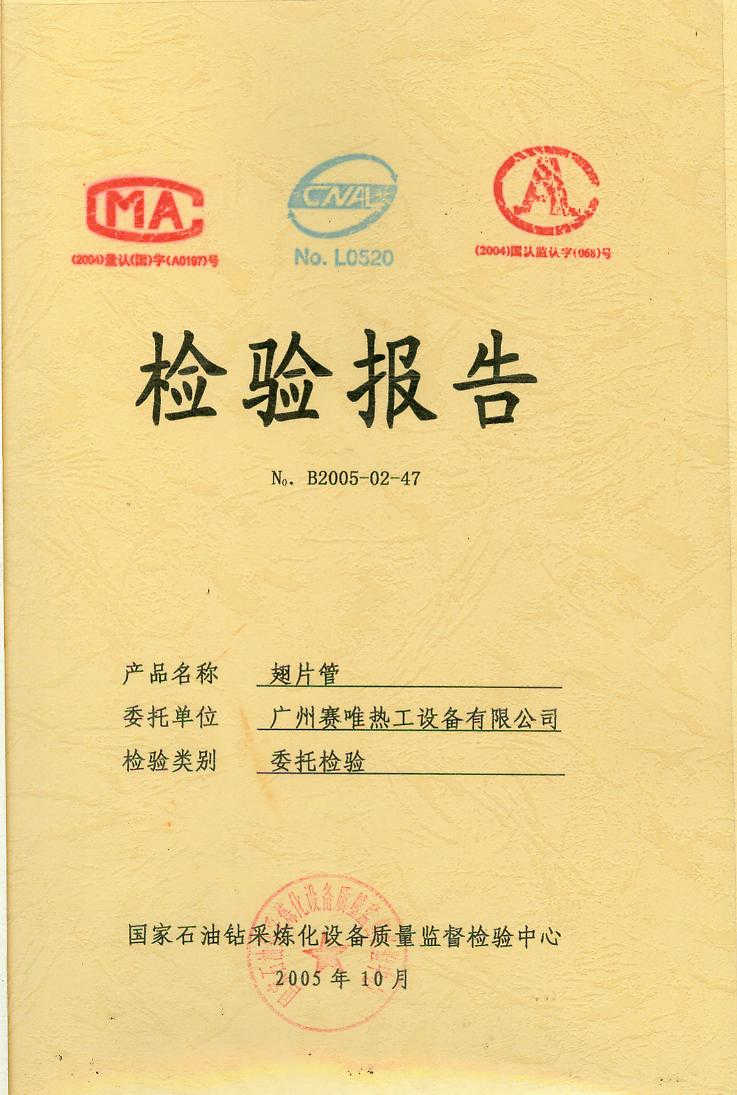 CMA
CNAL
CAL
(2004)量认(国)字(A0197)号
No. L0520
(2004)国认监认字(068)号
检验报告
No. B2005-02-47
产品名称 翅片管
委托单位 广州赛唯热工设备有限公司
检验类别 委托检验
国家石油钻采炼化设备质量监督检验中心
2005年10月